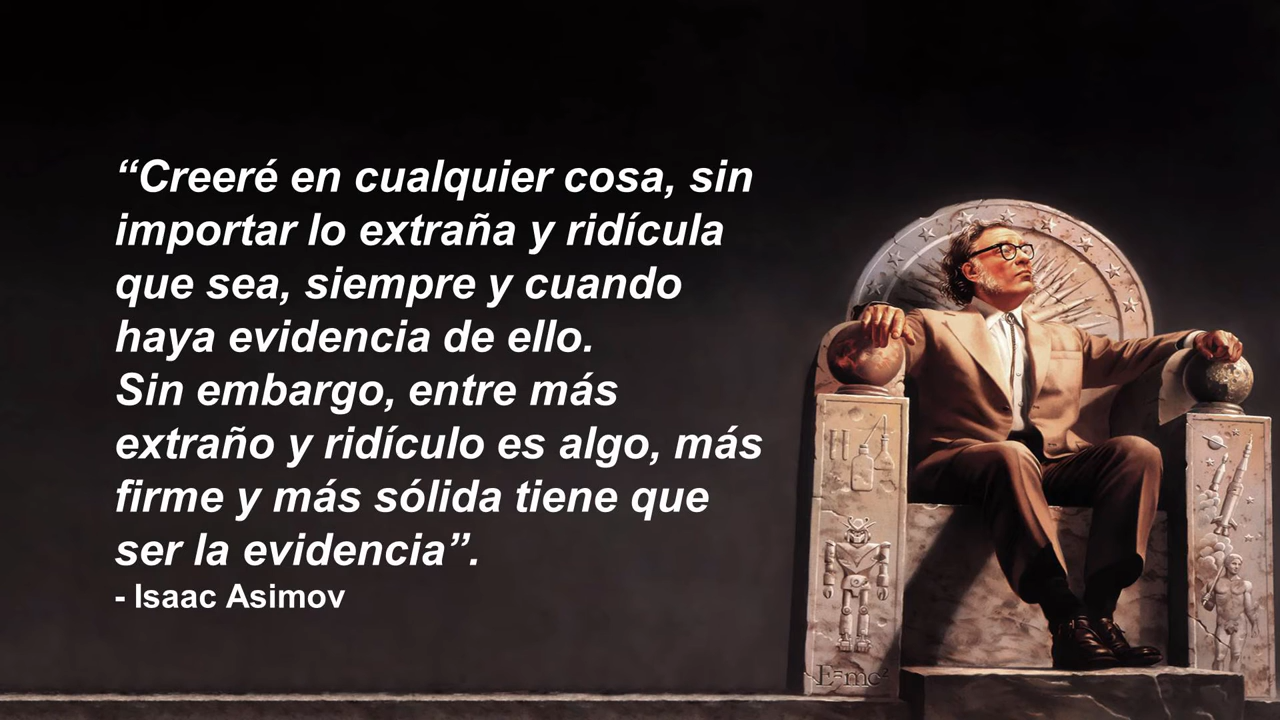 “Creeré en cualquier cosa, sin
importar lo extraña y ridícula
que sea, siempre y cuando
haya evidencia de ello.
Sin embargo, entre más
extraño y ridículo es algo, más
firme y más sólida tiene que
ser la evidencia”.
- Isaac Asimov
E=mc²